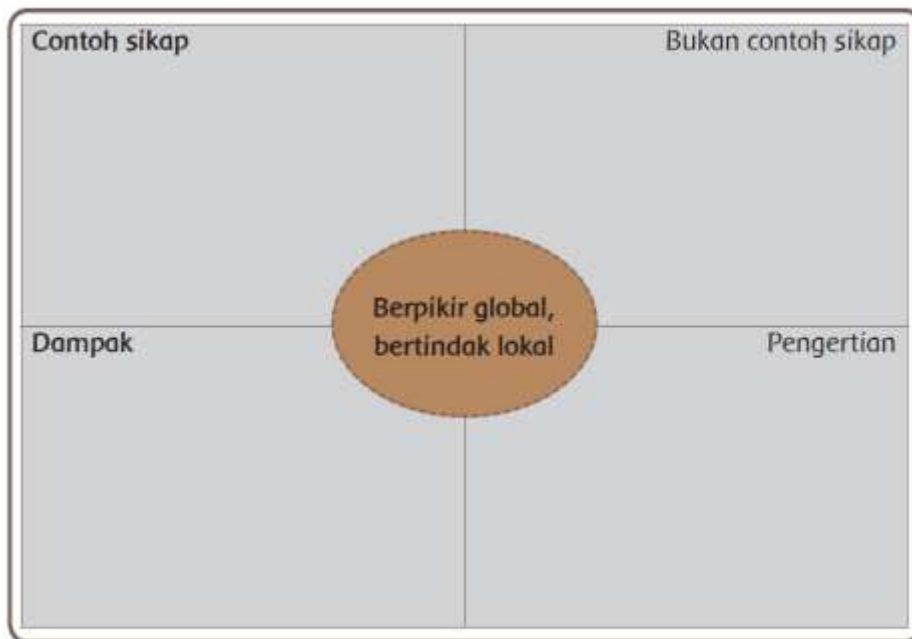 Contoh sikap
Bukan contoh sikap
Berpikir global,
bertindak lokal
Dampak
Pengertian